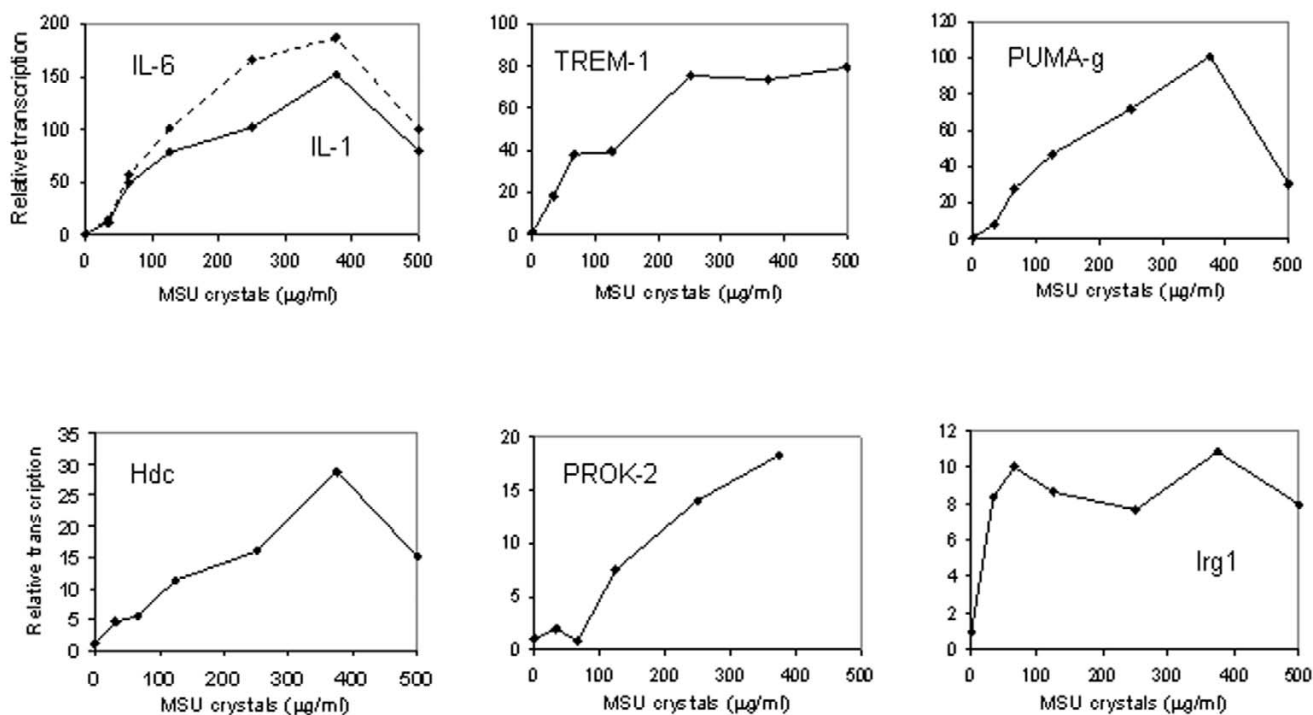 Relative transcription
200
150
100
50
0
IL-6
IL-1
0 100 200 300 400 500
MSU crystals (µg/ml)
100
80
60
40
20
0
TREM-1
0 100 200 300 400 500
MSU crystals (µg/ml)
120
100
80
60
40
20
0
PUMA-g
0 100 200 300 400 500
MSU crystals (µg/ml)
Relative transcription
35
30
25
20
15
10
5
0
Hdc
0 100 200 300 400 500
MSU crystals (µg/ml)
20
15
10
5
0
PROK-2
0 100 200 300 400 500
MSU crystals (µg/ml)
12
10
8
6
4
2
0
Irg1
0 100 200 300 400 500
MSU crystals (µg/ml)